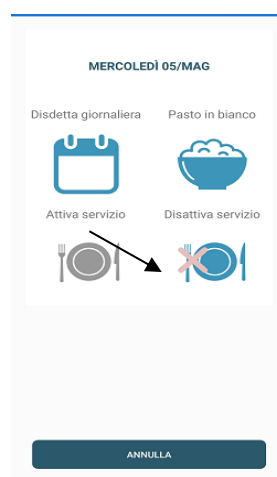 MERCOLEDÌ 05/MAG
Disdetta giornaliera Pasto in bianco
Attiva servizio Disattiva servizio
ANNULLA